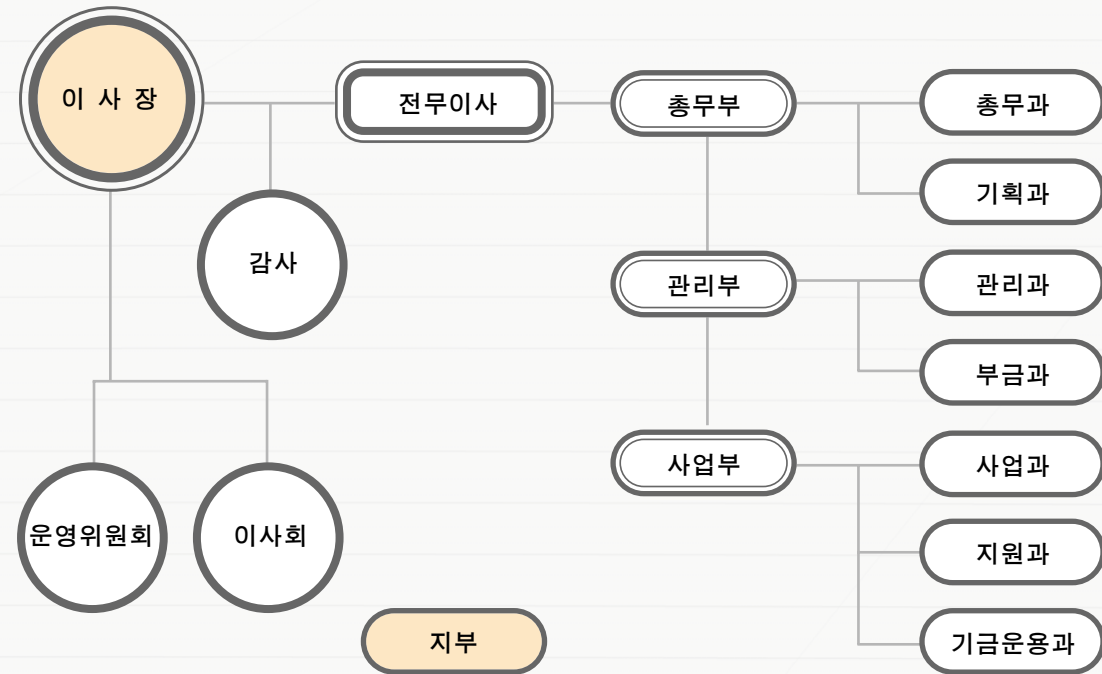 이 사 장
전무이사
총무부
총무과
기획과
감사
관리부
관리과
부금과
사업부
사업과
운영위원회
이사회
지원과
지부
기금운용과